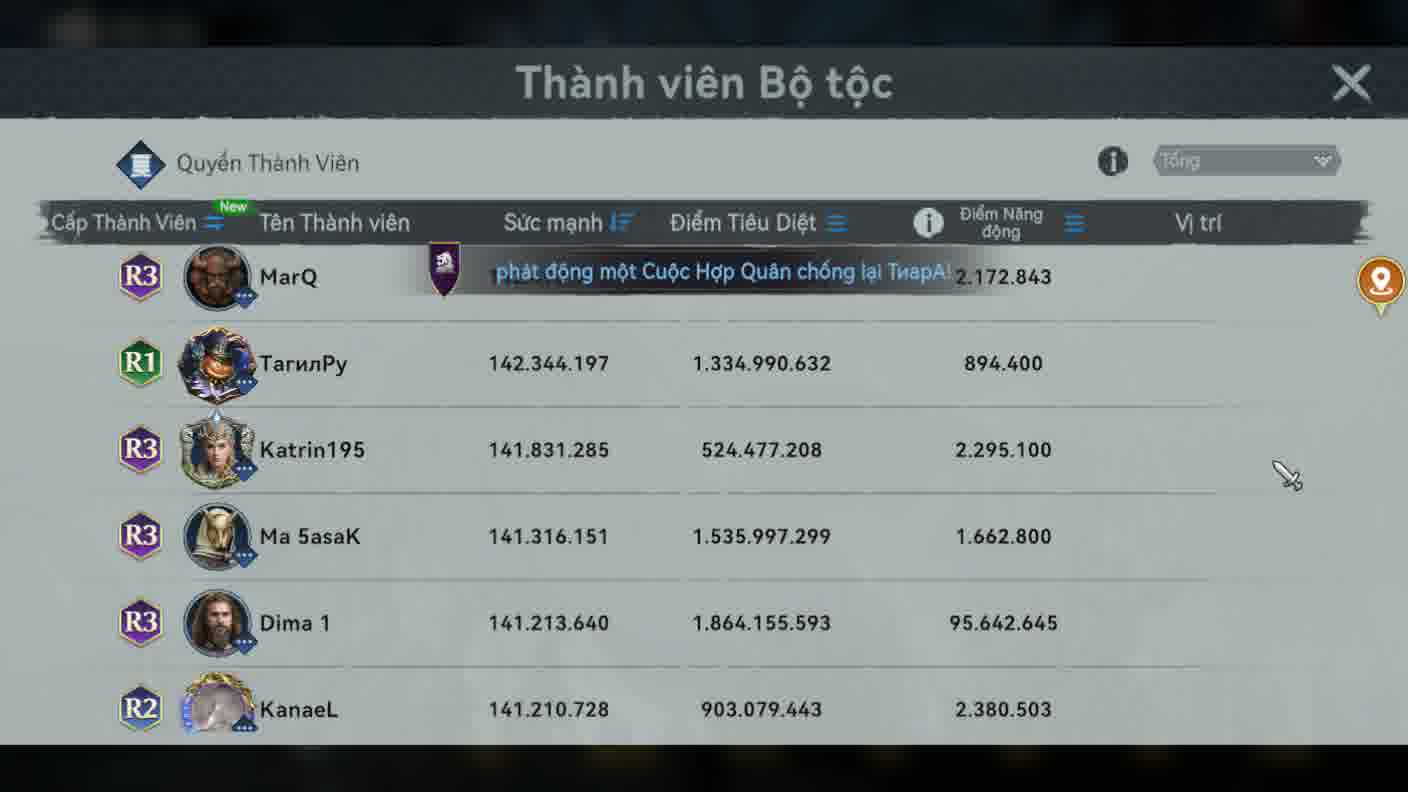 Thành viên Bộ tộc
Quyền Thành Viên
Tổng
New
Cấp Thành Viên Tên Thành viên Sức mạnh Điểm Tiêu Diệt Điểm Năng động Vị trí
R3 MarQ 2.172.843
phát động một Cuộc Hợp Quân chống lại ТиарА!
R1 ТагилРу 142.344.197 1.334.990.632 894.400
R3 Katrin195 141.831.285 524.477.208 2.295.100
R3 Ma 5asaK 141.316.151 1.535.997.299 1.662.800
R3 Dima 1 141.213.640 1.864.155.593 95.642.645
R2 KanaeL 141.210.728 903.079.443 2.380.503